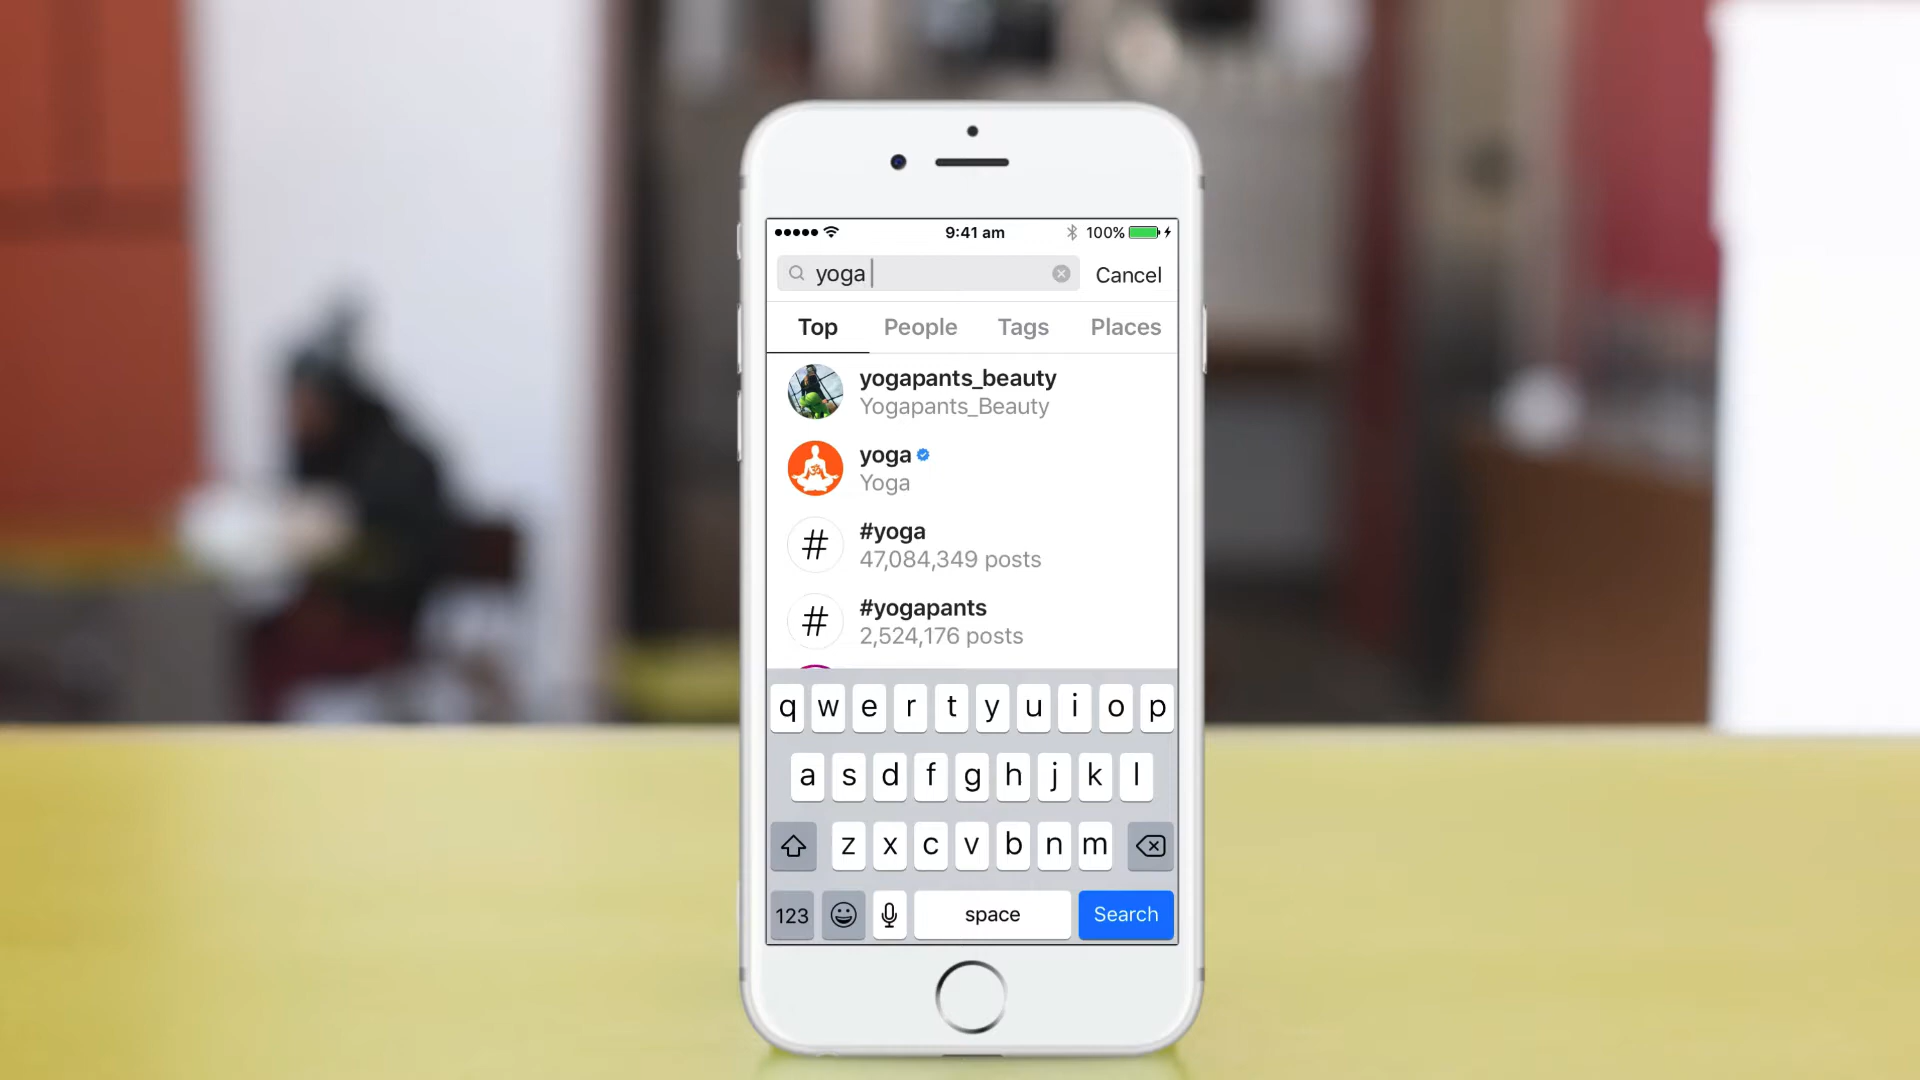 9:41 am 100%
yoga Cancel
Top People Tags Places
yogapants_beauty
Yogapants_Beauty
yoga
Yoga
#
#yoga
47,084,349 posts
#
#yogapants
2,524,176 posts
q w e r t y u i o p
a s d f g h j k l
z x c v b n m
123 space Search